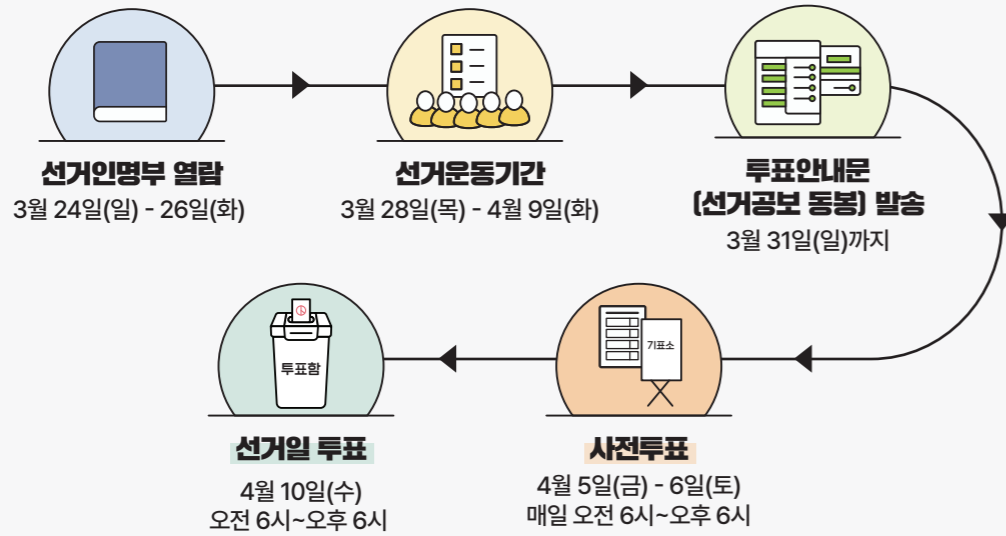 선거인명부 열람
3월 24일(일) - 26일(화)
선거운동기간
3월 28일(목) - 4월 9일(화)
투표안내문
(선거공보 동봉) 발송
3월 31일(일)까지
기표소
사전투표
4월 5일(금) - 6일(토)
매일 오전 6시~오후 6시
투표함
선거일 투표
4월 10일(수)
오전 6시~오후 6시